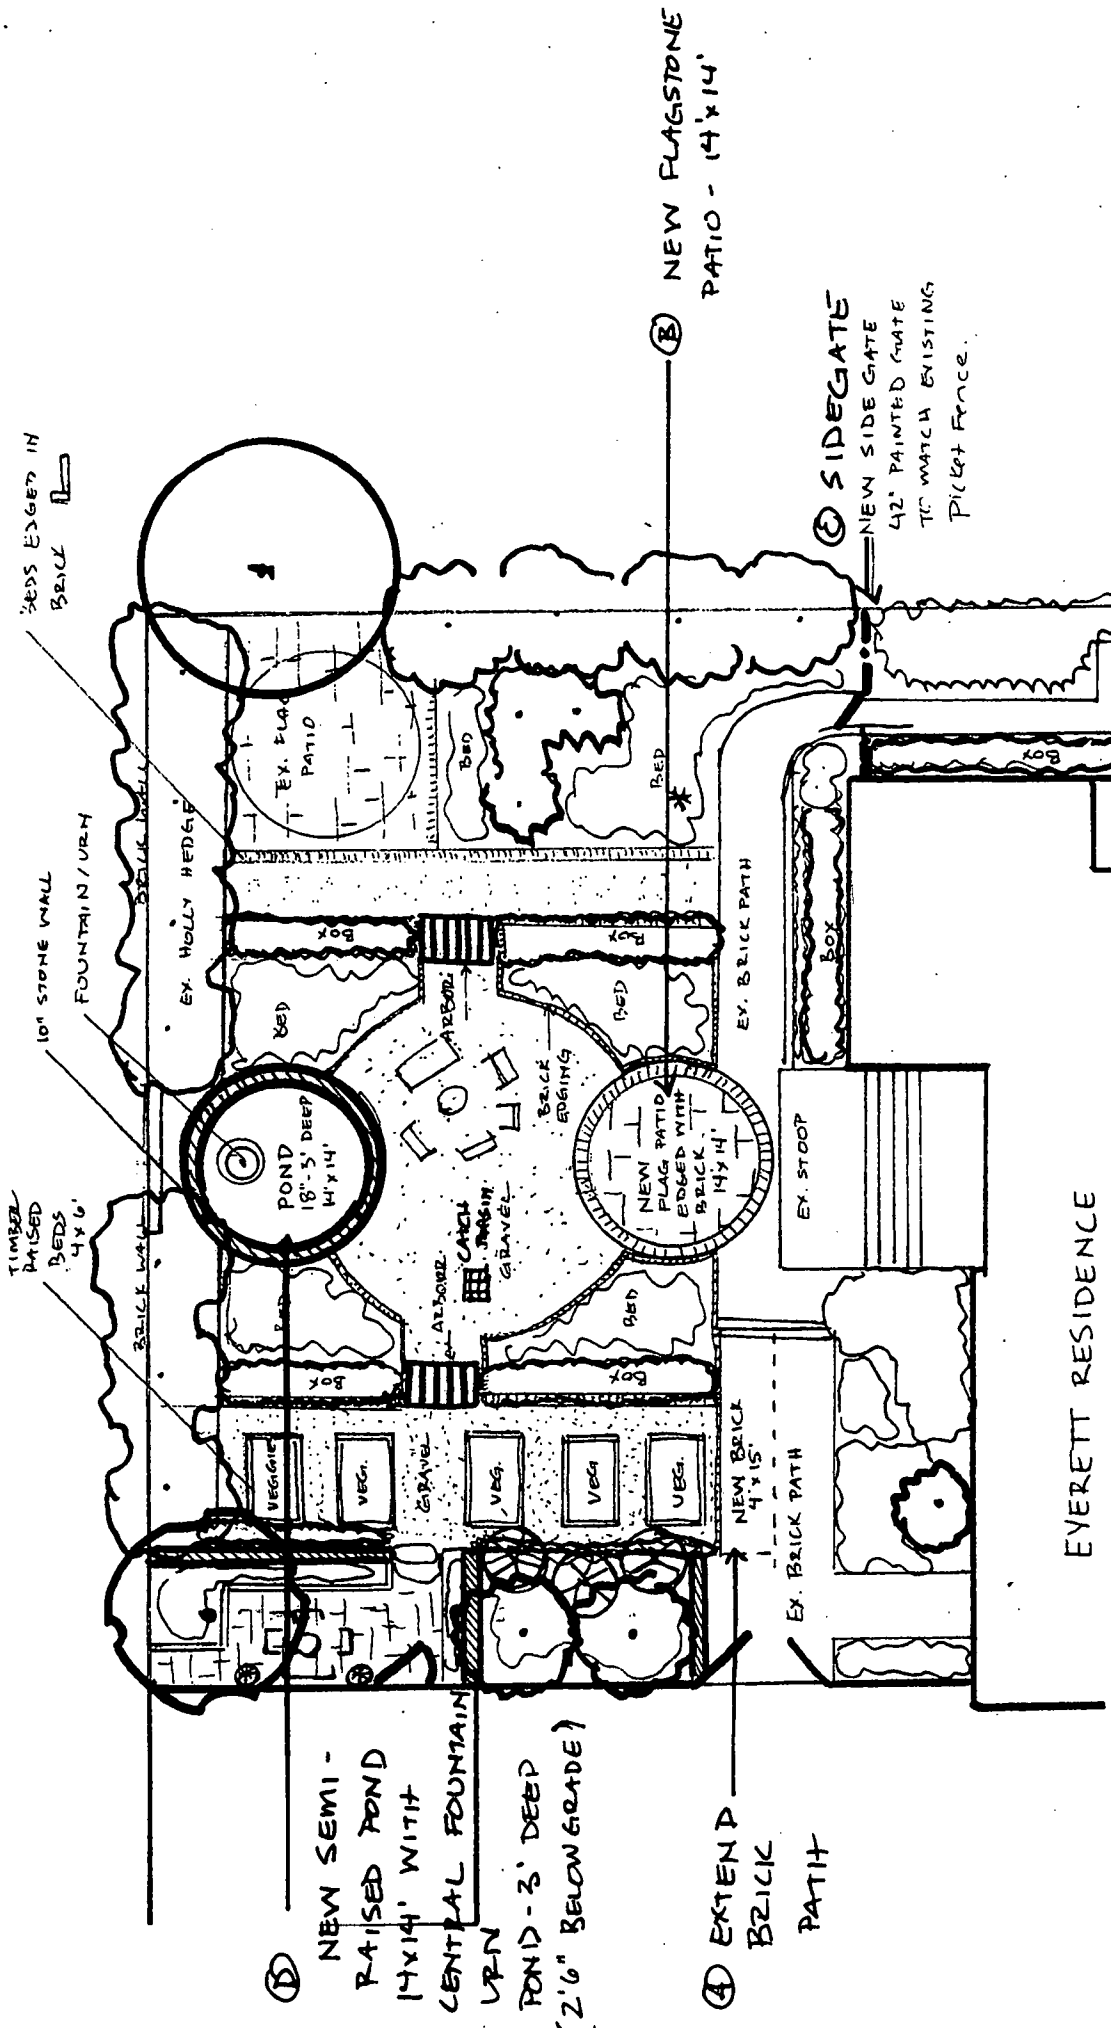 BEDS EDGED IN
BRICK
TIMBER
RAISED
BEDS
4x6'
10" STONE WALL
FOUNTAIN/URN
BRICK WALL
BRICK WALL
EX. HOLLY HEDGE
EX. FLAG
PATIO
BED
BED
BED
POND
18"-3' DEEP
14'x14'
BED
BOX
BOX
BOX
BOX
ARBOR
ARBOR
CATCH
BASIN
GRAVEL
BRICK
EDGING
BED
BED
NEW
FLAG PATIO
EDGED WITH
BRICK.
14'x14'
VEGGIE
VEG.
VEG.
VEG
VEG.
GRAVEL
NEW BRICK
4'x15'
EX. BRICK PATH
EX. BRICK PATH
EX. STOOP
BOX
BOX
Ⓑ NEW FLAGSTONE
PATIO - 14'x14'
Ⓔ SIDEGATE
NEW SIDE GATE
42" PAINTED GATE
TO MATCH EXISTING
Picket Fence.
Ⓓ NEW SEMI-
RAISED POND
14x14' WITH
CENTRAL FOUNTAIN
URN
POND - 3' DEEP
(2'6" BELOW GRADE)
Ⓐ EXTEND
BRICK
PATH
EVERETT RESIDENCE